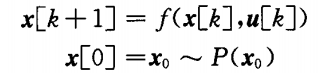 x[k+1] = f(x[k],u[k])
x[0]=x₀ ~ P(x₀)